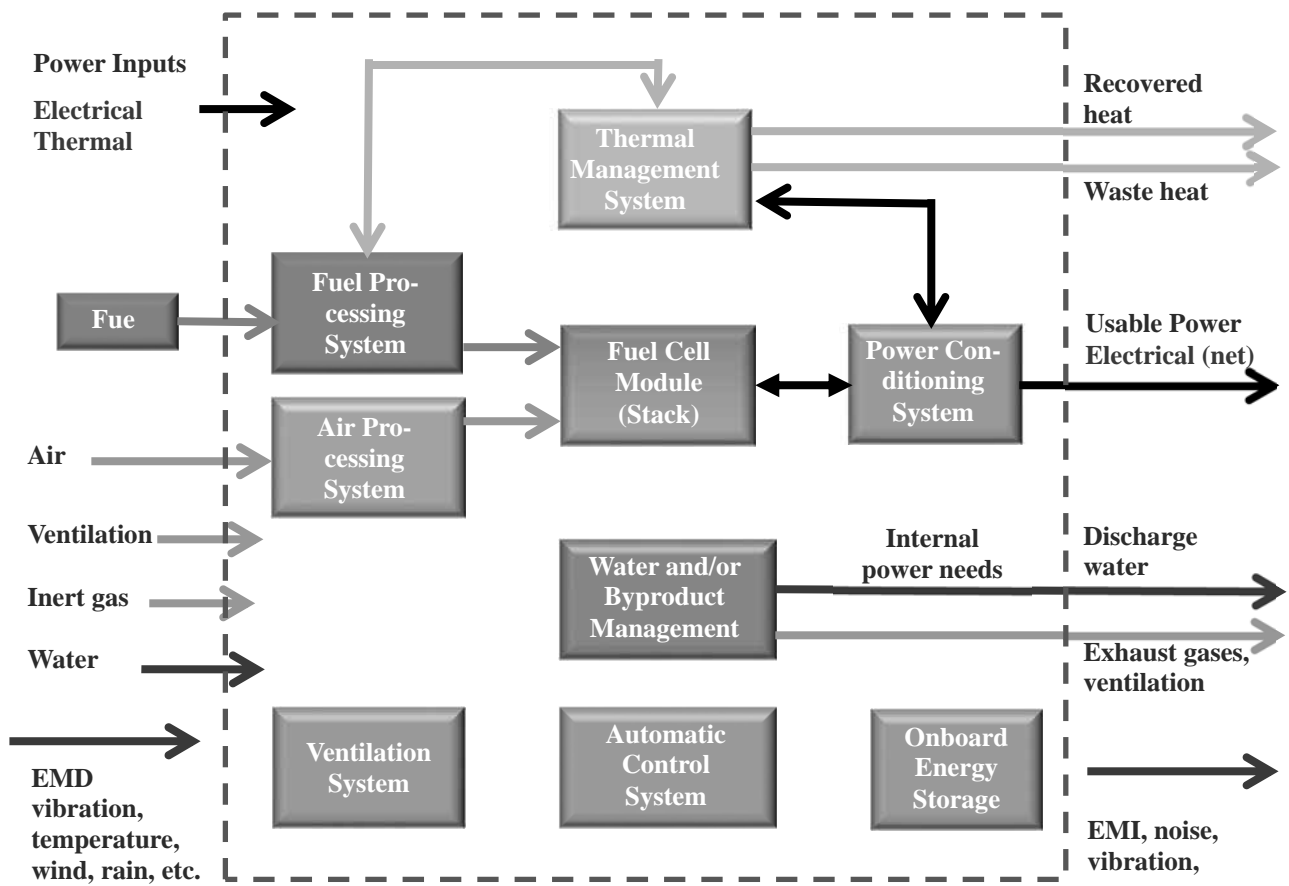 Power Inputs
Electrical
Thermal
Recovered
heat
Thermal
Management
System
Waste heat
Fuel Pro-
cessing
System
Fue
Fuel Cell
Module
(Stack)
Power Con-
ditioning
System
Usable Power
Electrical (net)
Air Pro-
cessing
System
Air
Ventilation
Inert gas
Water
Water and/or
Byproduct
Management
Internal
power needs
Discharge
water
Exhaust gases,
ventilation
Ventilation
System
Automatic
Control
System
Onboard
Energy
Storage
EMD
vibration,
temperature,
wind, rain, etc.
EMI, noise,
vibration,